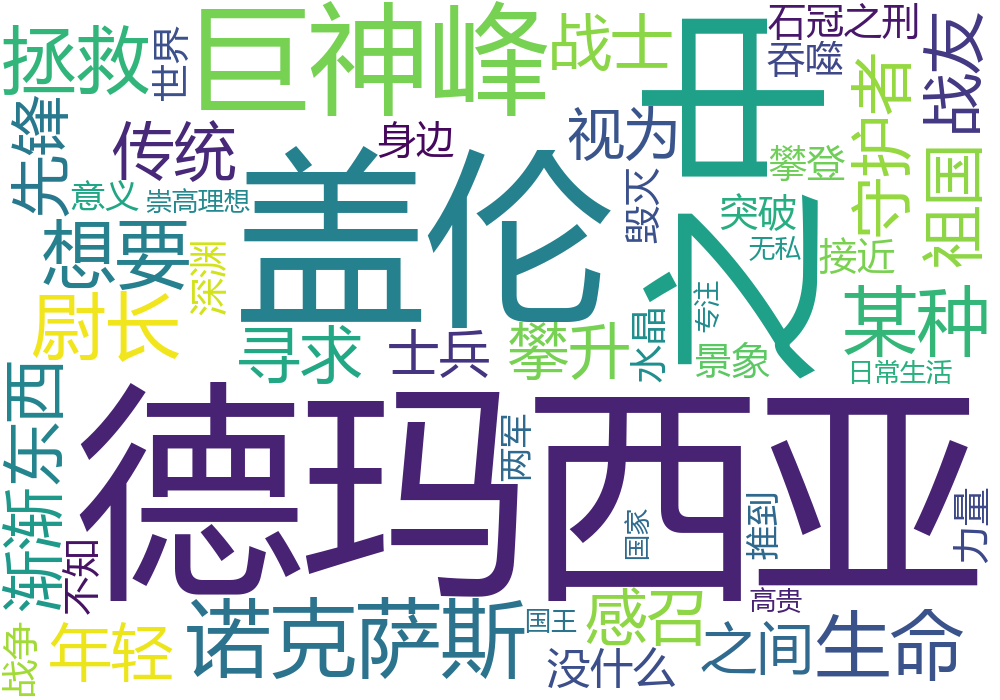 拯救
世界
巨神峰
战士
之中
石冠之刑
吞噬
守护者
战友
先锋
传统
身边
视为
攀登
祖国
意义
崇高理想
盖伦
毁灭
突破
无私
接近
想要
深渊
尉长
寻求
士兵
攀升
水晶
专注
景象
某种
日常生活
东西
渐渐
德玛西亚
两军
国家
推到
力量
不知
高贵
战争
年轻
诺克萨斯
国王
感召
没什么
之间
生命